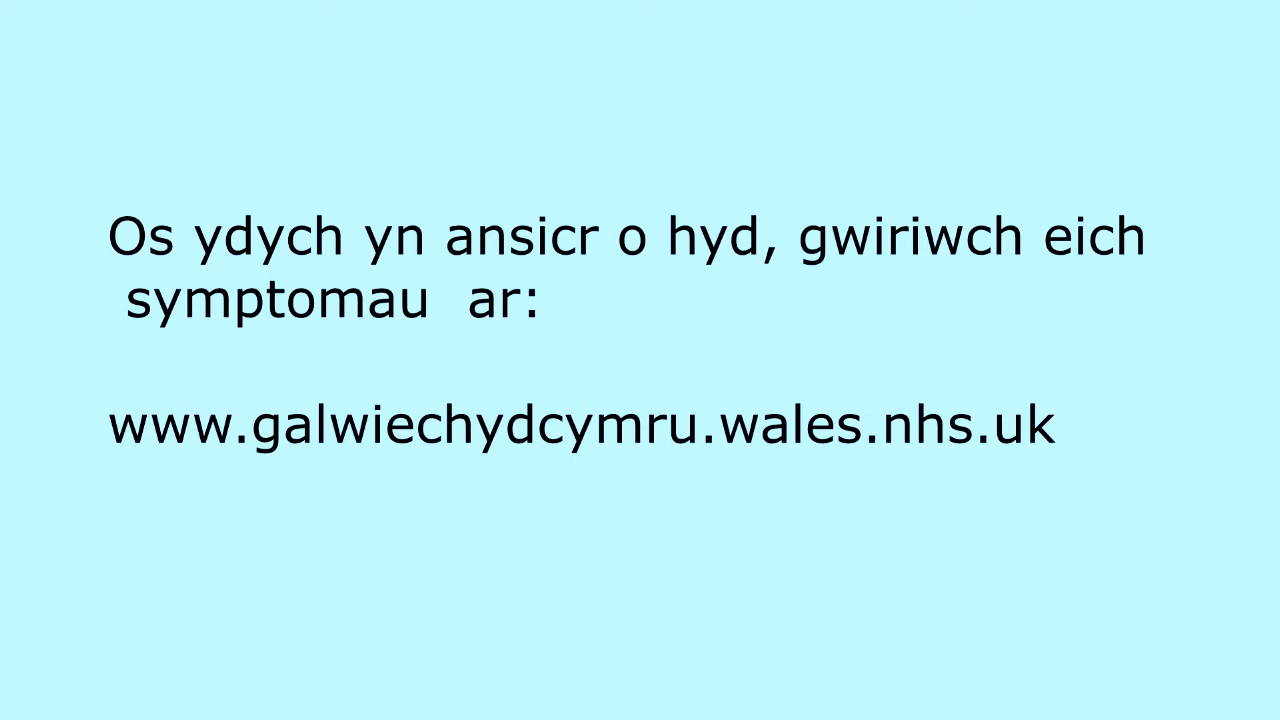 Os ydych yn ansicr o hyd, gwiriwch eich
symptomau ar:
www.galwiechydcymru.wales.nhs.uk